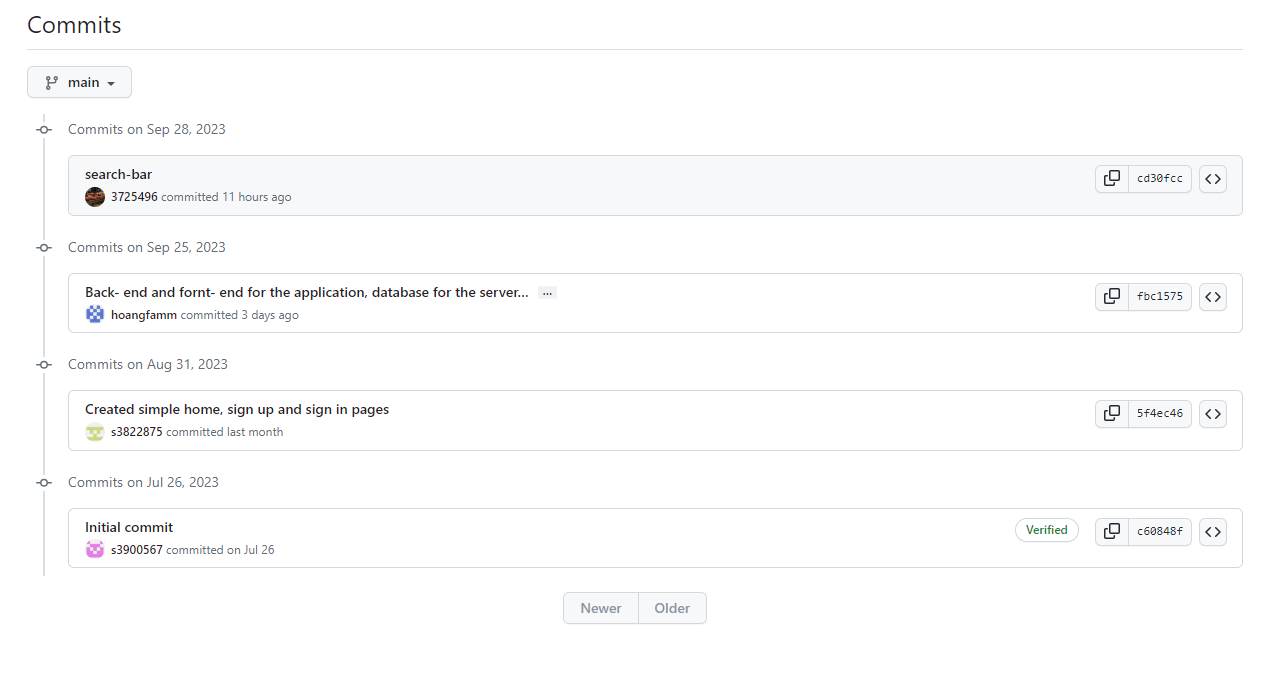 Commits
main
Commits on Sep 28, 2023
search-bar
cd30fcc
3725496 committed 11 hours ago
Commits on Sep 25, 2023
Back- end and fornt- end for the application, database for the server... ...
fbc1575
hoangfamm committed 3 days ago
Commits on Aug 31, 2023
Created simple home, sign up and sign in pages
5f4ec46
s3822875 committed last month
Commits on Jul 26, 2023
Initial commit
Verified
c60848f
s3900567 committed on Jul 26
Newer Older